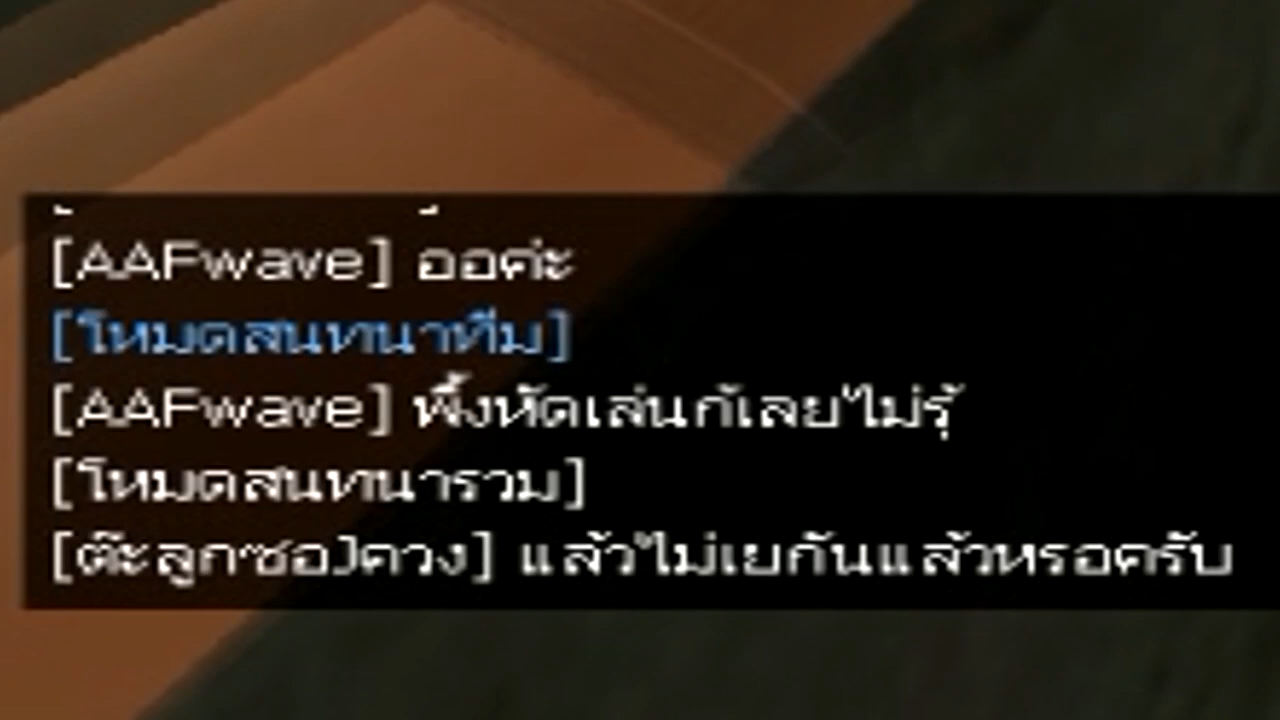 [AAFwave] ออค่ะ
[โหมดสนทนาทีม]
[AAFwave] พึ้งหัดเล่นก้เลยไม่รุ้
[โหมดสนทนารวม]
[ต๊ะลูกซอJควง] แล้วไม่เยกันแล้วหรอครับ